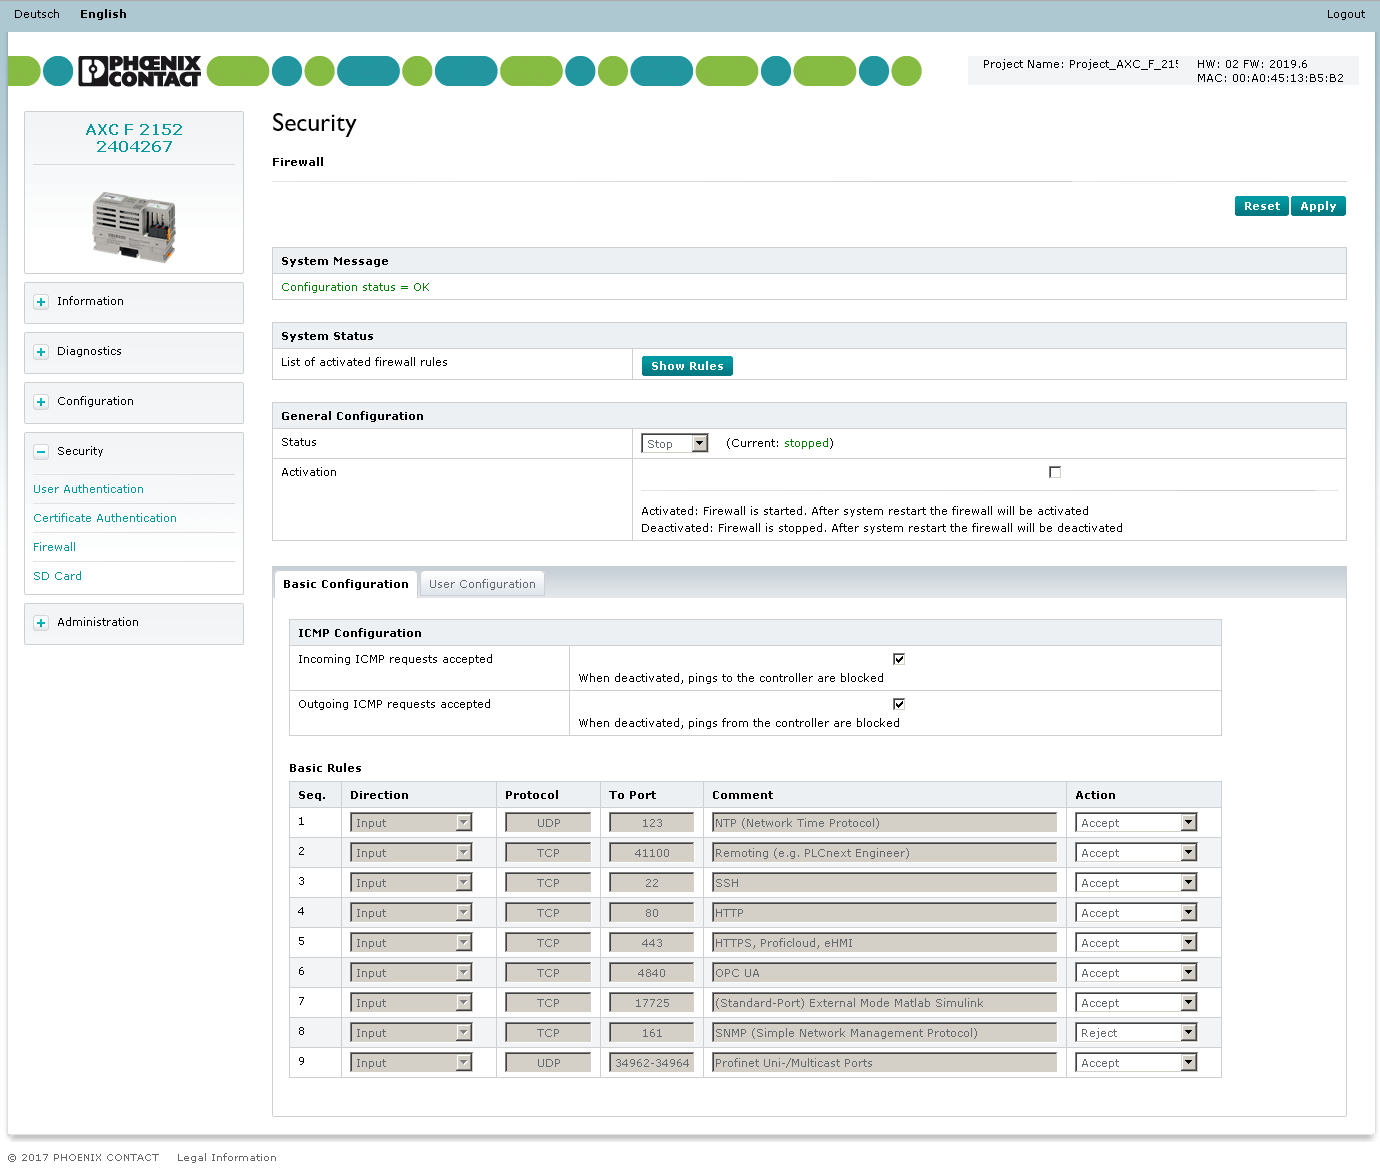 Deutsch English Logout
PHŒNIX
CONTACT
Project Name: Project_AXC_F_215 HW: 02 FW: 2019.6
MAC: 00:A0:45:13:B5:B2
AXC F 2152
2404267
Information
Diagnostics
Configuration
Security
User Authentication
Certificate Authentication
Firewall
SD Card
Administration
Security
Firewall
Reset Apply
System Message
Configuration status = OK
System Status
List of activated firewall rules Show Rules
General Configuration
Status Stop (Current: stopped)
Activation
Activated: Firewall is started. After system restart the firewall will be activated
Deactivated: Firewall is stopped. After system restart the firewall will be deactivated
Basic Configuration User Configuration
ICMP Configuration
Incoming ICMP requests accepted
When deactivated, pings to the controller are blocked
Outgoing ICMP requests accepted
When deactivated, pings from the controller are blocked
Basic Rules
Seq. Direction Protocol To Port Comment Action
1 Input UDP 123 NTP (Network Time Protocol) Accept
2 Input TCP 41100 Remoting (e.g. PLCnext Engineer) Accept
3 Input TCP 22 SSH Accept
4 Input TCP 80 HTTP Accept
5 Input TCP 443 HTTPS, Proficloud, eHMI Accept
6 Input TCP 4840 OPC UA Accept
7 Input TCP 17725 (Standard-Port) External Mode Matlab Simulink Accept
8 Input TCP 161 SNMP (Simple Network Management Protocol) Reject
9 Input UDP 34962-34964 Profinet Uni-/Multicast Ports Accept
© 2017 PHOENIX CONTACT Legal Information